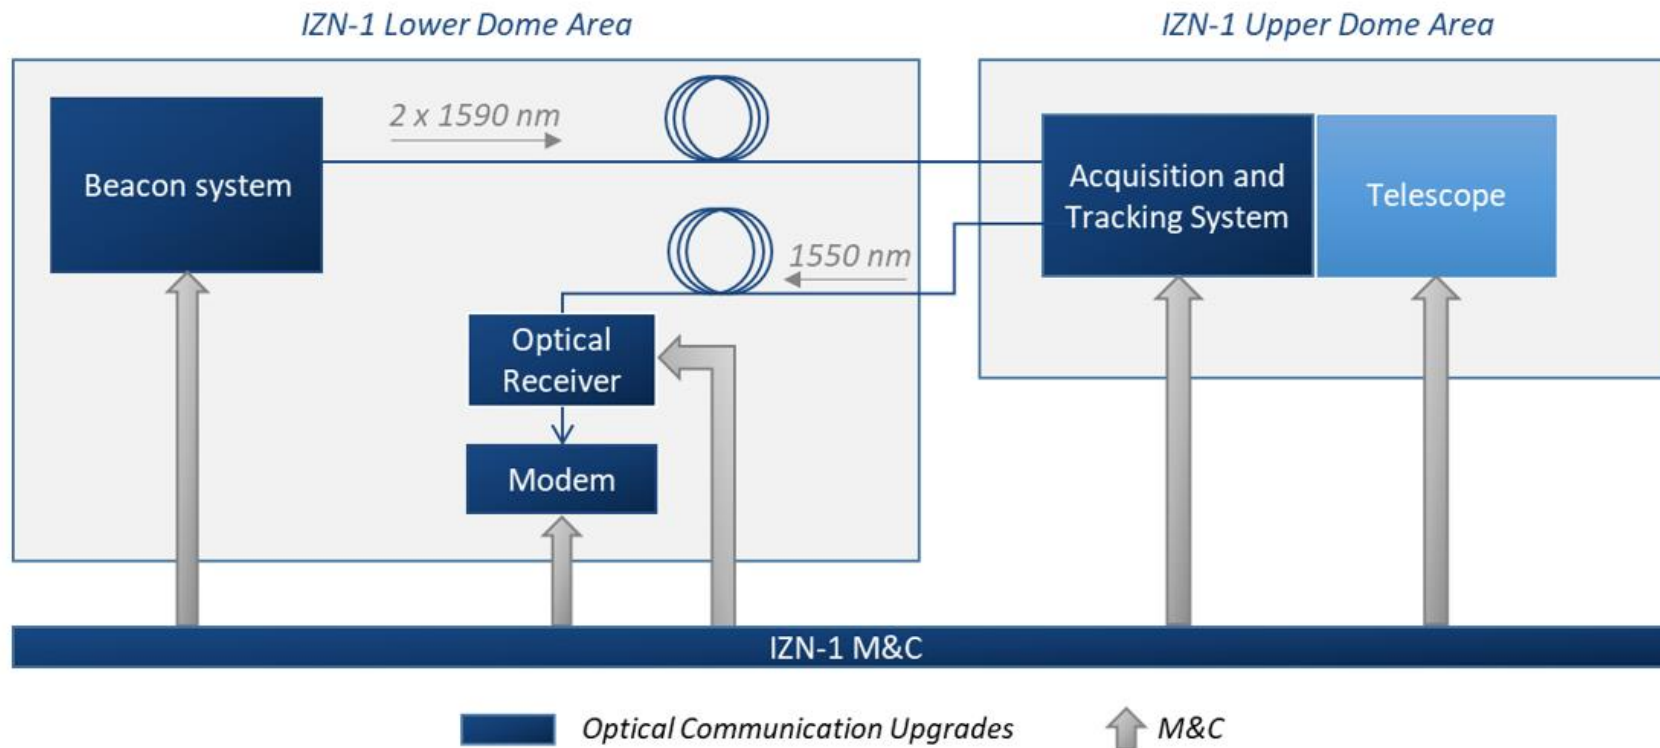 IZN-1 Lower Dome Area
IZN-1 Upper Dome Area
2 x 1590 nm
Beacon system
Acquisition and
Tracking System
Telescope
1550 nm
Optical
Receiver
Modem
IZN-1 M&C
Optical Communication Upgrades
M&C